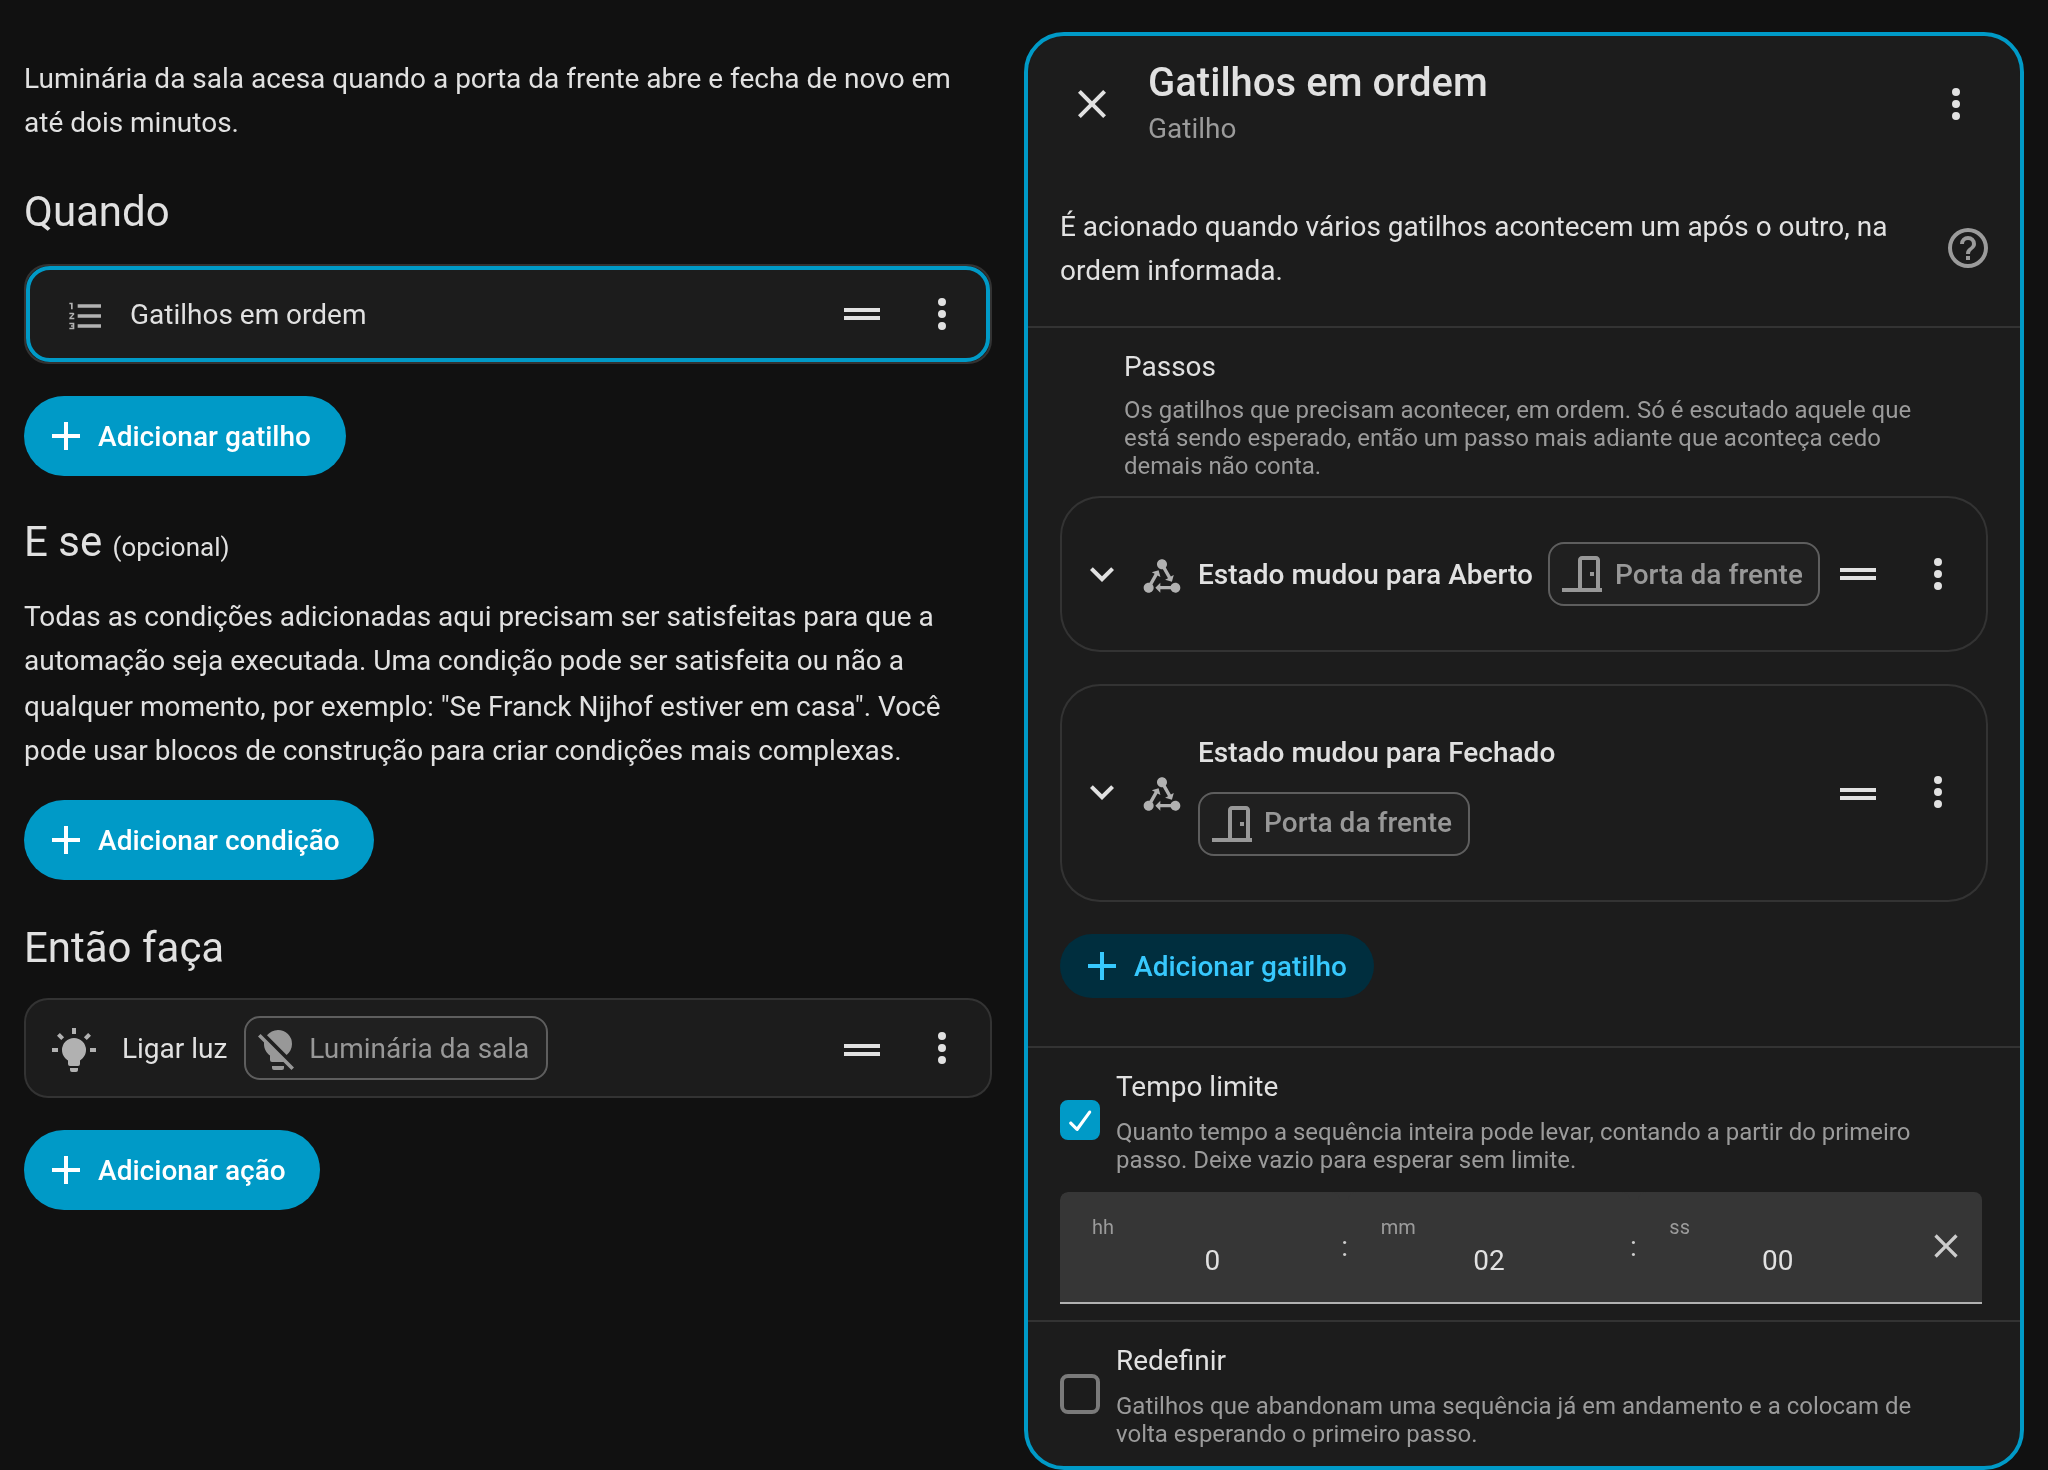 Luminária da sala acesa quando a porta da frente abre e fecha de novo em
até dois minutos.
Quando
Gatilhos em ordem
Adicionar gatilho
E se (opcional)
Todas as condições adicionadas aqui precisam ser satisfeitas para que a
automação seja executada. Uma condição pode ser satisfeita ou não a
qualquer momento, por exemplo: "Se Franck Nijhof estiver em casa". Você
pode usar blocos de construção para criar condições mais complexas.
Adicionar condição
Então faça
Ligar luz Luminária da sala
Adicionar ação
Gatilhos em ordem
Gatilho
É acionado quando vários gatilhos acontecem um após o outro, na
ordem informada.
Passos
Os gatilhos que precisam acontecer, em ordem. Só é escutado aquele que
está sendo esperado, então um passo mais adiante que aconteça cedo
demais não conta.
Estado mudou para Aberto Porta da frente
Estado mudou para Fechado
Porta da frente
Adicionar gatilho
Tempo limite
Quanto tempo a sequência inteira pode levar, contando a partir do primeiro
passo. Deixe vazio para esperar sem limite.
hh mm ss
0 : 02 : 00
Redefinir
Gatilhos que abandonam uma sequência já em andamento e a colocam de
volta esperando o primeiro passo.